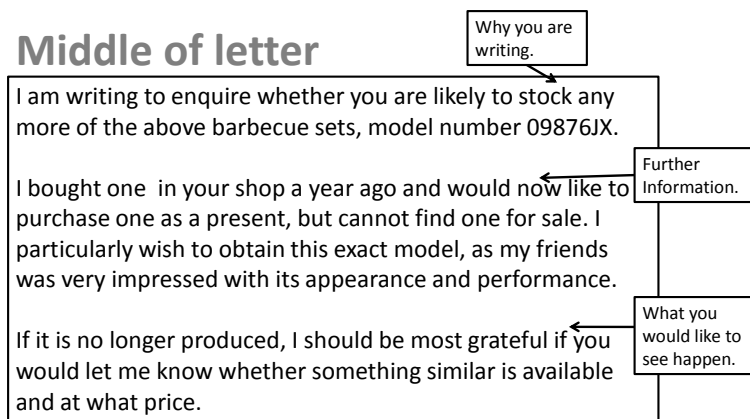 Middle of letter
Why you are
writing.
I am writing to enquire whether you are likely to stock any
more of the above barbecue sets, model number 09876JX.
I bought one  in your shop a year ago and would now like to
purchase one as a present, but cannot find one for sale. I
particularly wish to obtain this exact model, as my friends
was very impressed with its appearance and performance.
Further
Information.
If it is no longer produced, I should be most grateful if you
would let me know whether something similar is available
and at what price.
What you
would like to
see happen.